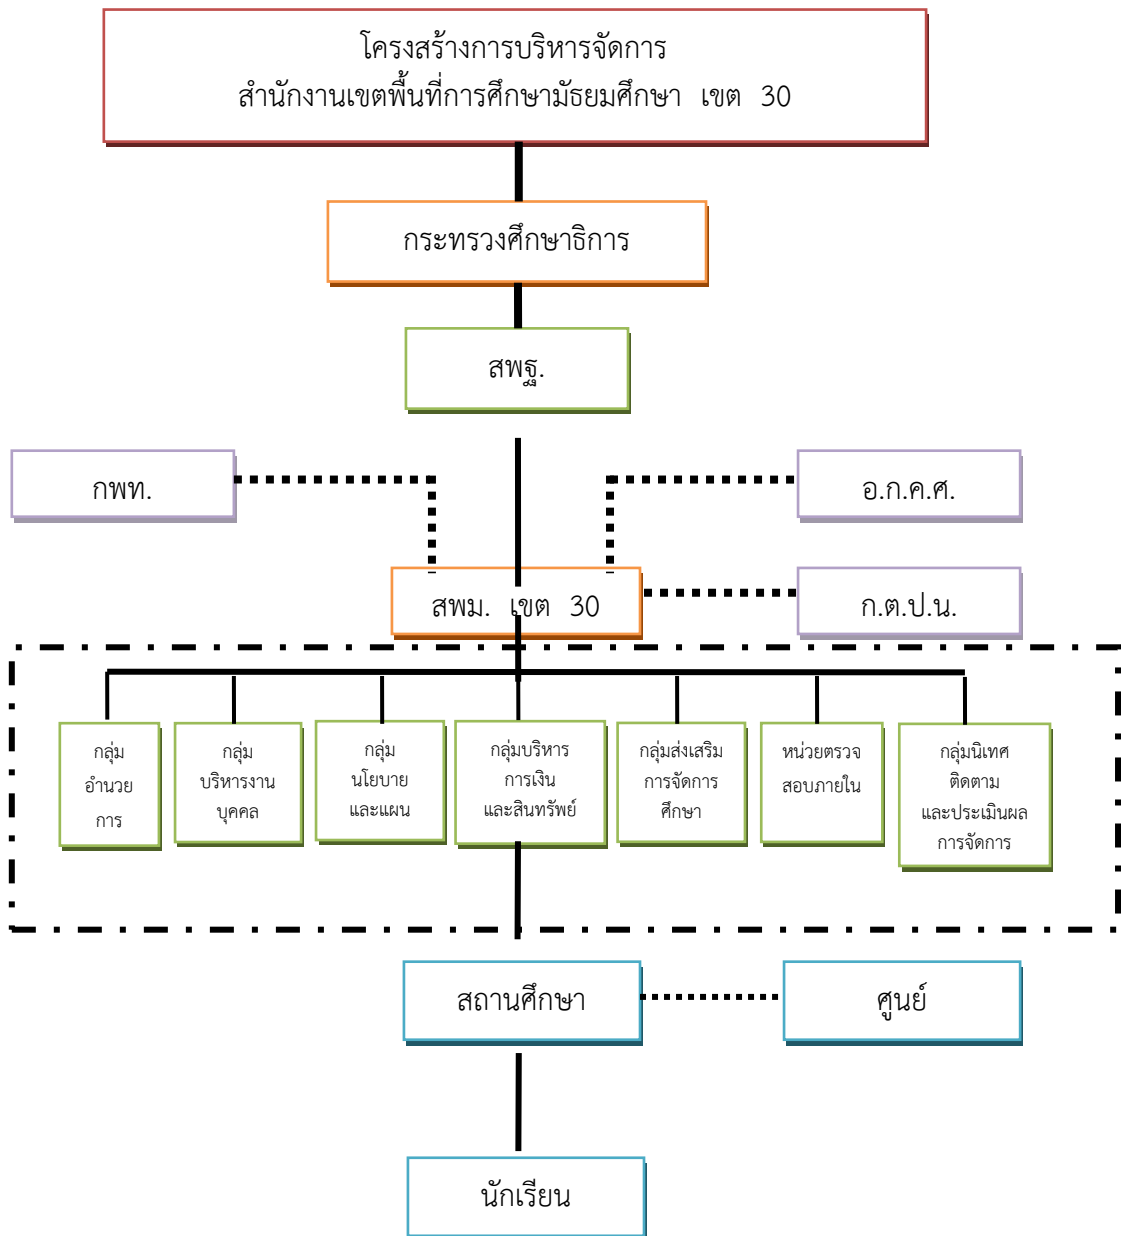 โครงสร้างการบริหารจัดการ
สำนักงานเขตพื้นที่การศึกษามัธยมศึกษา เขต 30
กระทรวงศึกษาธิการ
สพฐ.
กพท.
อ.ก.ค.ศ.
สพม. เขต 30
ก.ต.ป.น.
กลุ่ม
อำนวย
การ
กลุ่ม
บริหารงาน
บุคคล
กลุ่ม
นโยบาย
และแผน
กลุ่มบริหาร
การเงิน
และสินทรัพย์
กลุ่มส่งเสริม
การจัดการ
ศึกษา
หน่วยตรวจ
สอบภายใน
กลุ่มนิเทศ
ติดตาม
และประเมินผล
การจัดการ
สถานศึกษา
ศูนย์
นักเรียน